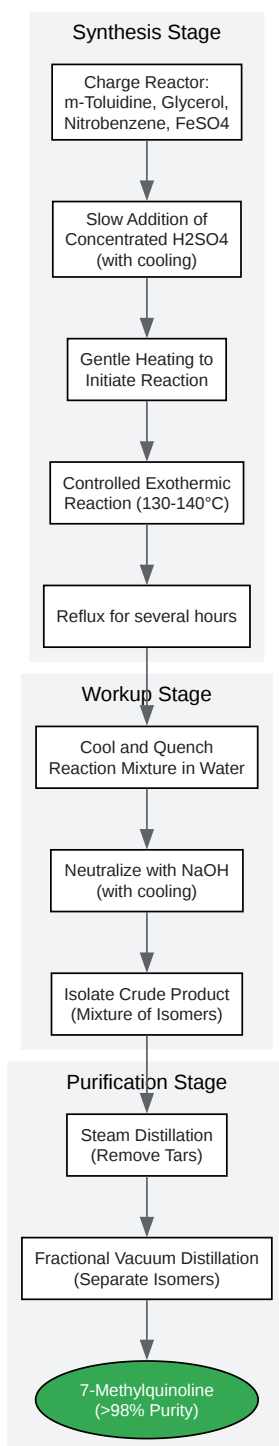 Synthesis Stage
Charge Reactor:
m-Toluidine, Glycerol,
Nitrobenzene, FeSO4
Slow Addition of
Concentrated H2SO4
(with cooling)
Gentle Heating to
Initiate Reaction
Controlled Exothermic
Reaction (130-140°C)
Reflux for several hours
Workup Stage
Cool and Quench
Reaction Mixture in Water
Neutralize with NaOH
(with cooling)
Isolate Crude Product
(Mixture of Isomers)
Purification Stage
Steam Distillation
(Remove Tars)
Fractional Vacuum Distillation
(Separate Isomers)
7-Methylquinoline
(>98% Purity)